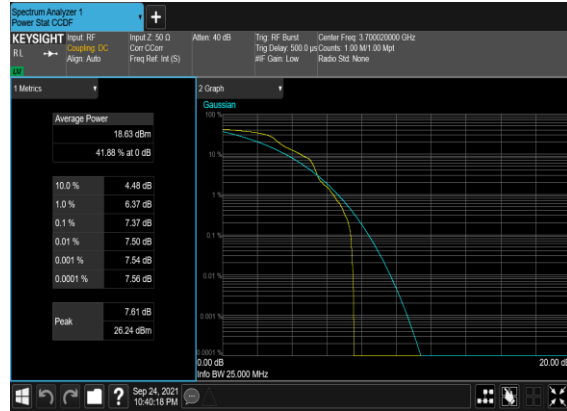 Spectrum Analyzer 1
Power Stat CCDF
KEYSIGHT
RL
Input: RF
Coupling: DC
Align: Auto
Input Z: 50 Ω
Corr CCorr
Freq Ref: Int (S)
Atten: 40 dB
Trig: RF Burst
Trig Delay: 500.0 µs
#IF Gain: Low
Center Freq: 3.700020000 GHz
Counts: 1.00 M/1.00 Mpt
Radio Std: None
1 Metrics
Average Power
18.63 dBm
41.88 % at 0 dB
10.0 % 4.48 dB
1.0 % 6.37 dB
0.1 % 7.37 dB
0.01 % 7.50 dB
0.001 % 7.54 dB
0.0001 % 7.56 dB
Peak
7.61 dB
26.24 dBm
2 Graph
Gaussian
100 %
10 %
1 %
0.1 %
0.01 %
0.001 %
0.0001 %
0.00 dB
20.00 dB
Info BW 25.000 MHz
Sep 24, 2021
10:40:18 PM